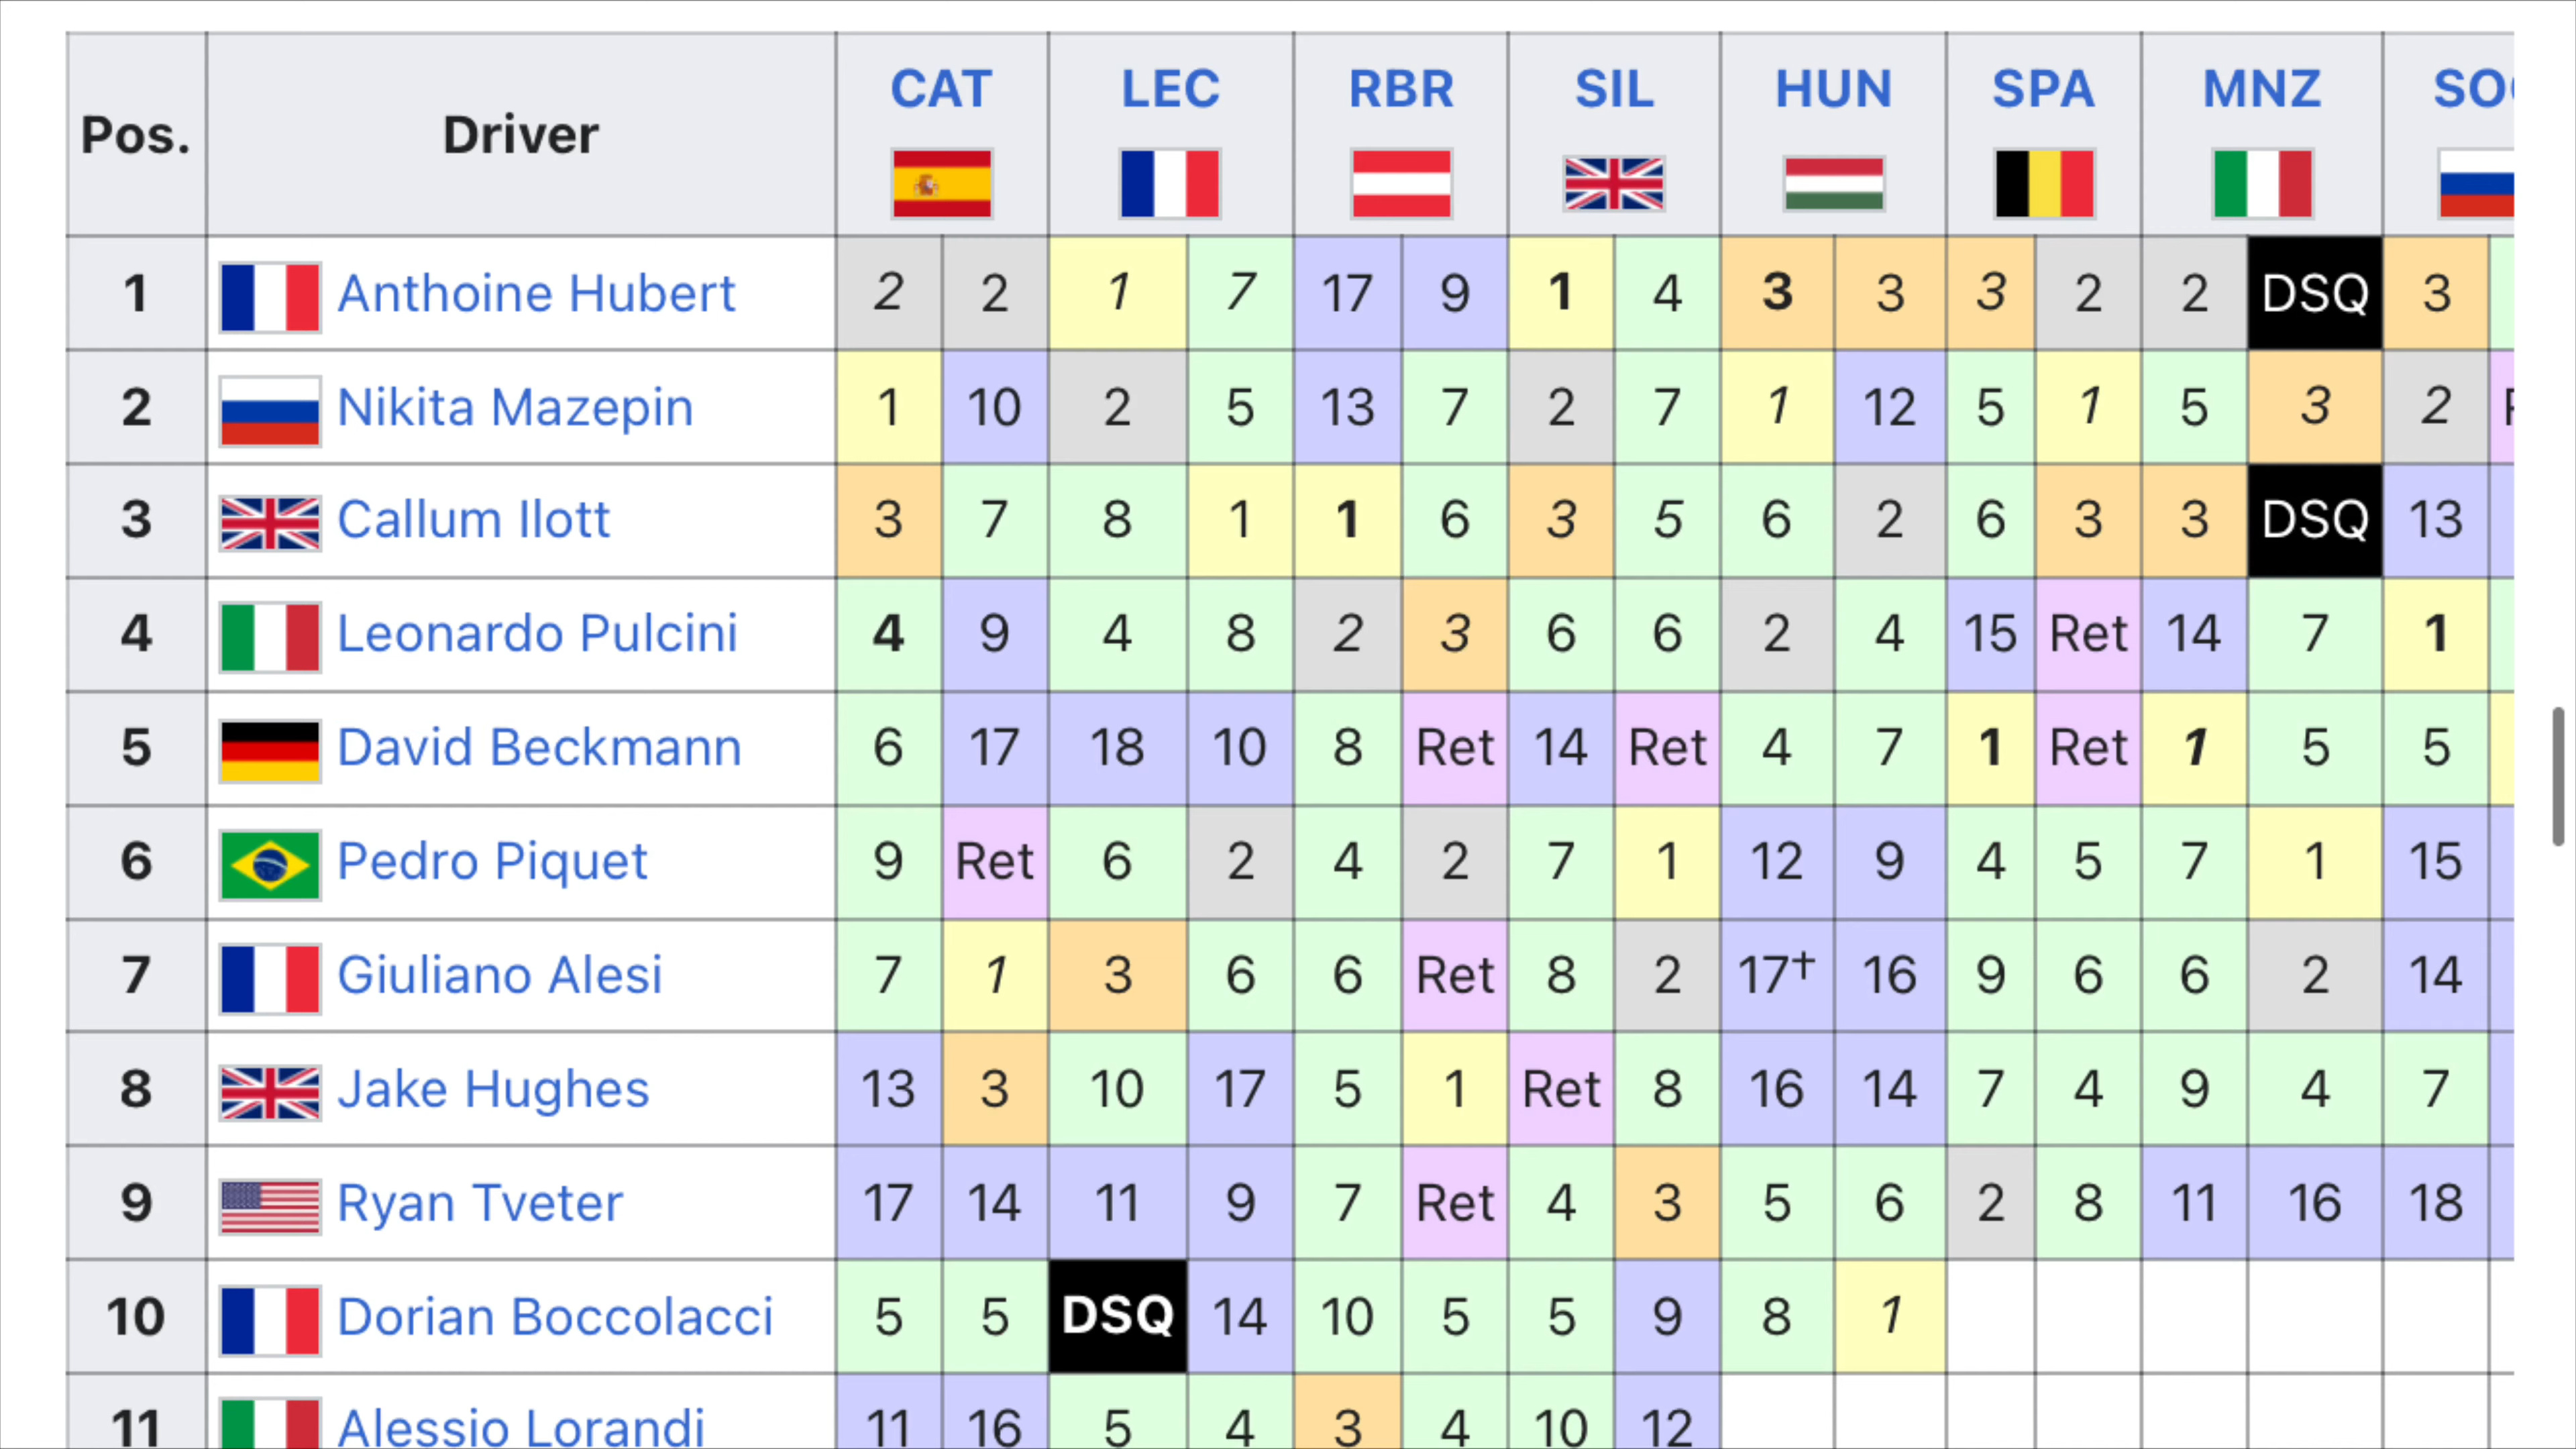 Pos. Driver CAT LEC RBR SIL HUN SPA MNZ
1 Anthoine Hubert 2 2 1 7 17 9 1 4 3 3 3 2 2 DSQ 3
2 Nikita Mazepin 1 10 2 5 13 7 2 7 1 12 5 1 5 3 2
3 Callum Ilott 3 7 8 1 1 6 3 5 6 2 6 3 3 DSQ 13
4 Leonardo Pulcini 4 9 4 8 2 3 6 6 2 4 15 Ret 14 7 1
5 David Beckmann 6 17 18 10 8 Ret 14 Ret 4 7 1 Ret 1 5 5
6 Pedro Piquet 9 Ret 6 2 4 2 7 1 12 9 4 5 7 1 15
7 Giuliano Alesi 7 1 3 6 6 Ret 8 2 17† 16 9 6 6 2 14
8 Jake Hughes 13 3 10 17 5 1 Ret 8 16 14 7 4 9 4 7
9 Ryan Tveter 17 14 11 9 7 Ret 4 3 5 6 2 8 11 16 18
10 Dorian Boccolacci 5 5 DSQ 14 10 5 5 9 8 1
11 Alessio Lorandi 11 16 5 4 3 4 10 12